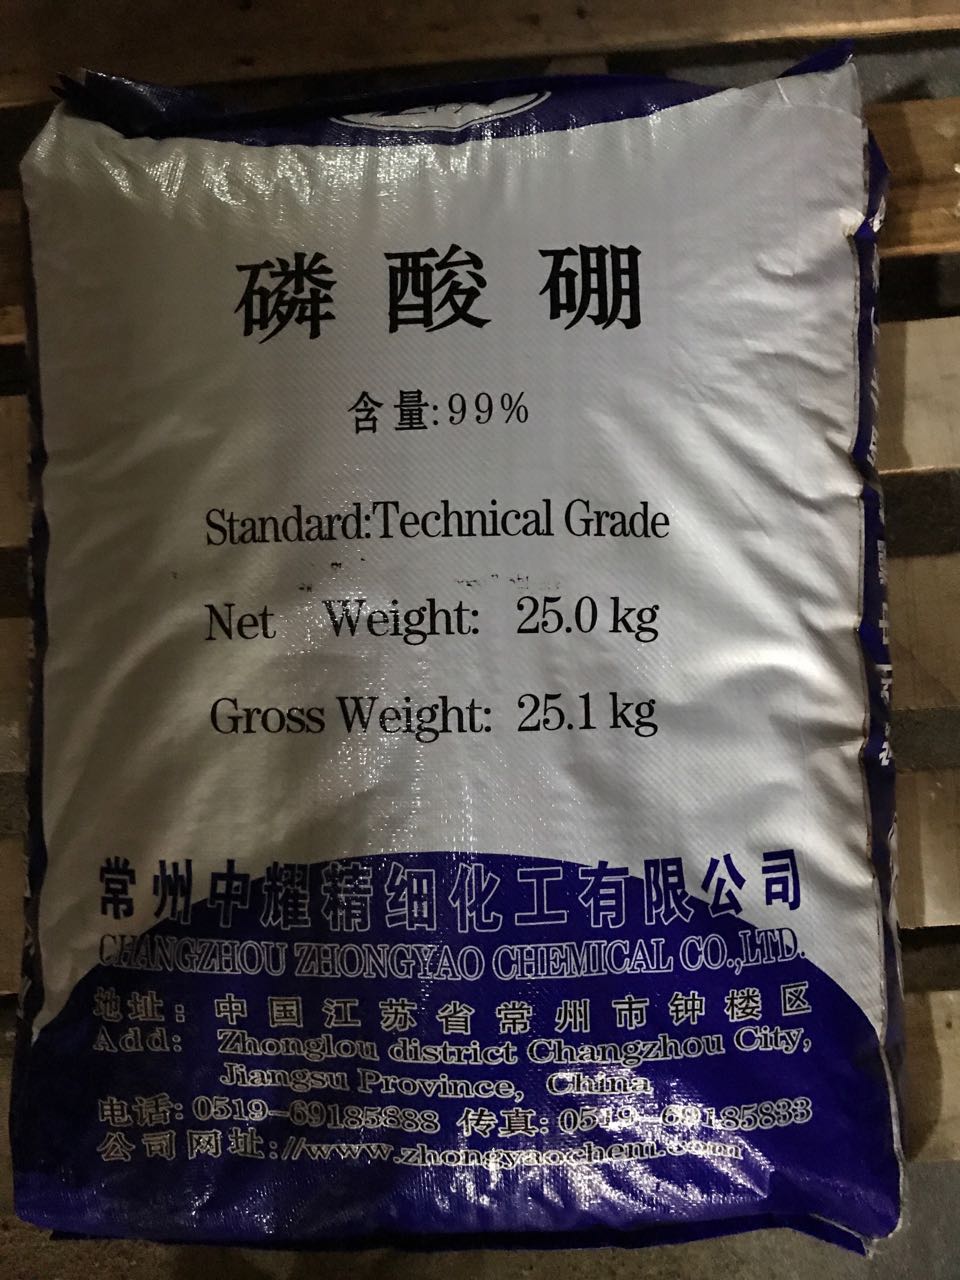 磷酸硼
含量:99%
Standard:Technical Grade
Net Weight: 25.0 kg
Gross Weight: 25.1 kg
常州中耀精细化工有限公司
CHANGZHOU ZHONGYAO CHEMICAL CO.,LTD.
地址: 中国江苏省常州市钟楼区
Add: Zhonglou district Changzhou City,
Jiangsu Province, China
电话: 0519-69185888 传真: 0519-69185833
公司网址://www.zhongyaochem.com